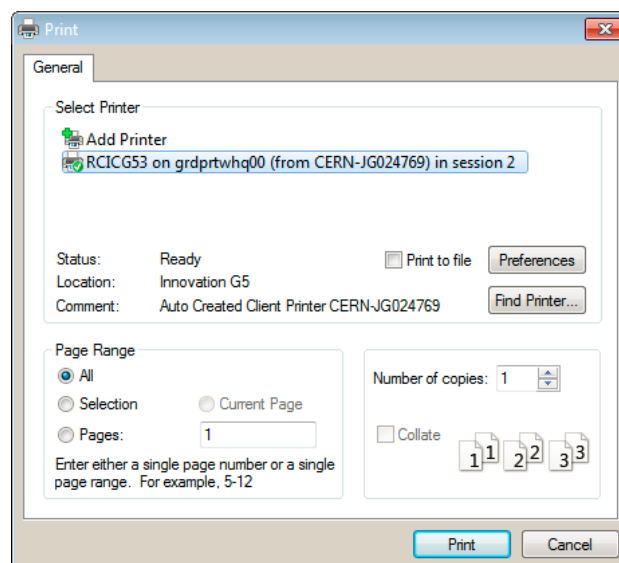 Print
General
Select Printer
Add Printer
RCICG53 on grdprtwhq00 (from CERN-JG024769) in session 2
Status: Ready Print to file Preferences
Location: Innovation G5
Comment: Auto Created Client Printer CERN-JG024769 Find Printer...
Page Range
All
Number of copies: 1
Selection Current Page
Pages: 1
Collate
1 1 2 2 3 3
Enter either a single page number or a single
page range. For example, 5-12
Print Cancel